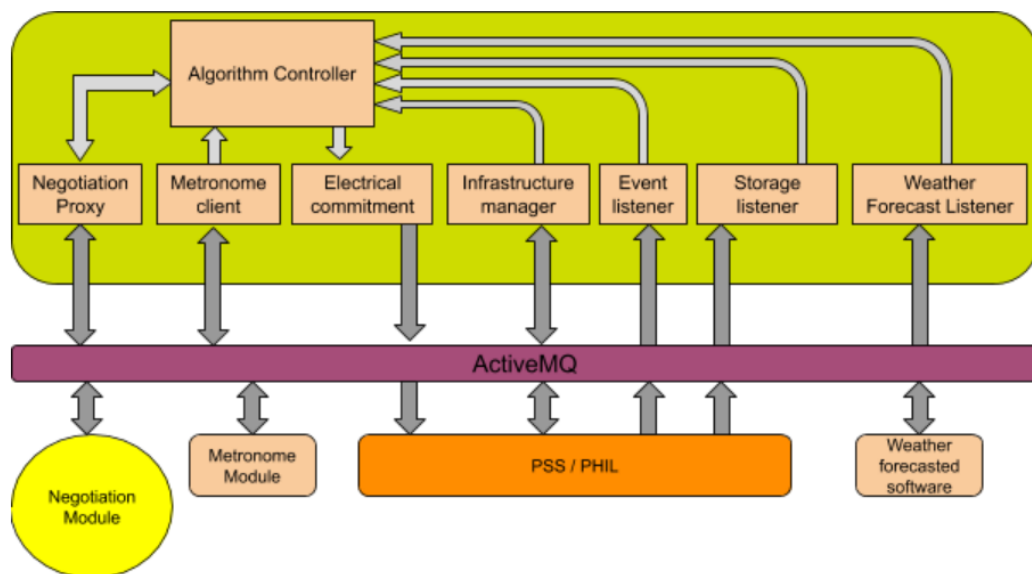 Algorithm Controller
Negotiation
Proxy
Metronome
client
Electrical
commitment
Infrastructure
manager
Event
listener
Storage
listener
Weather
Forecast Listener
ActiveMQ
Negotiation
Module
Metronome
Module
PSS / PHIL
Weather
forecasted
software